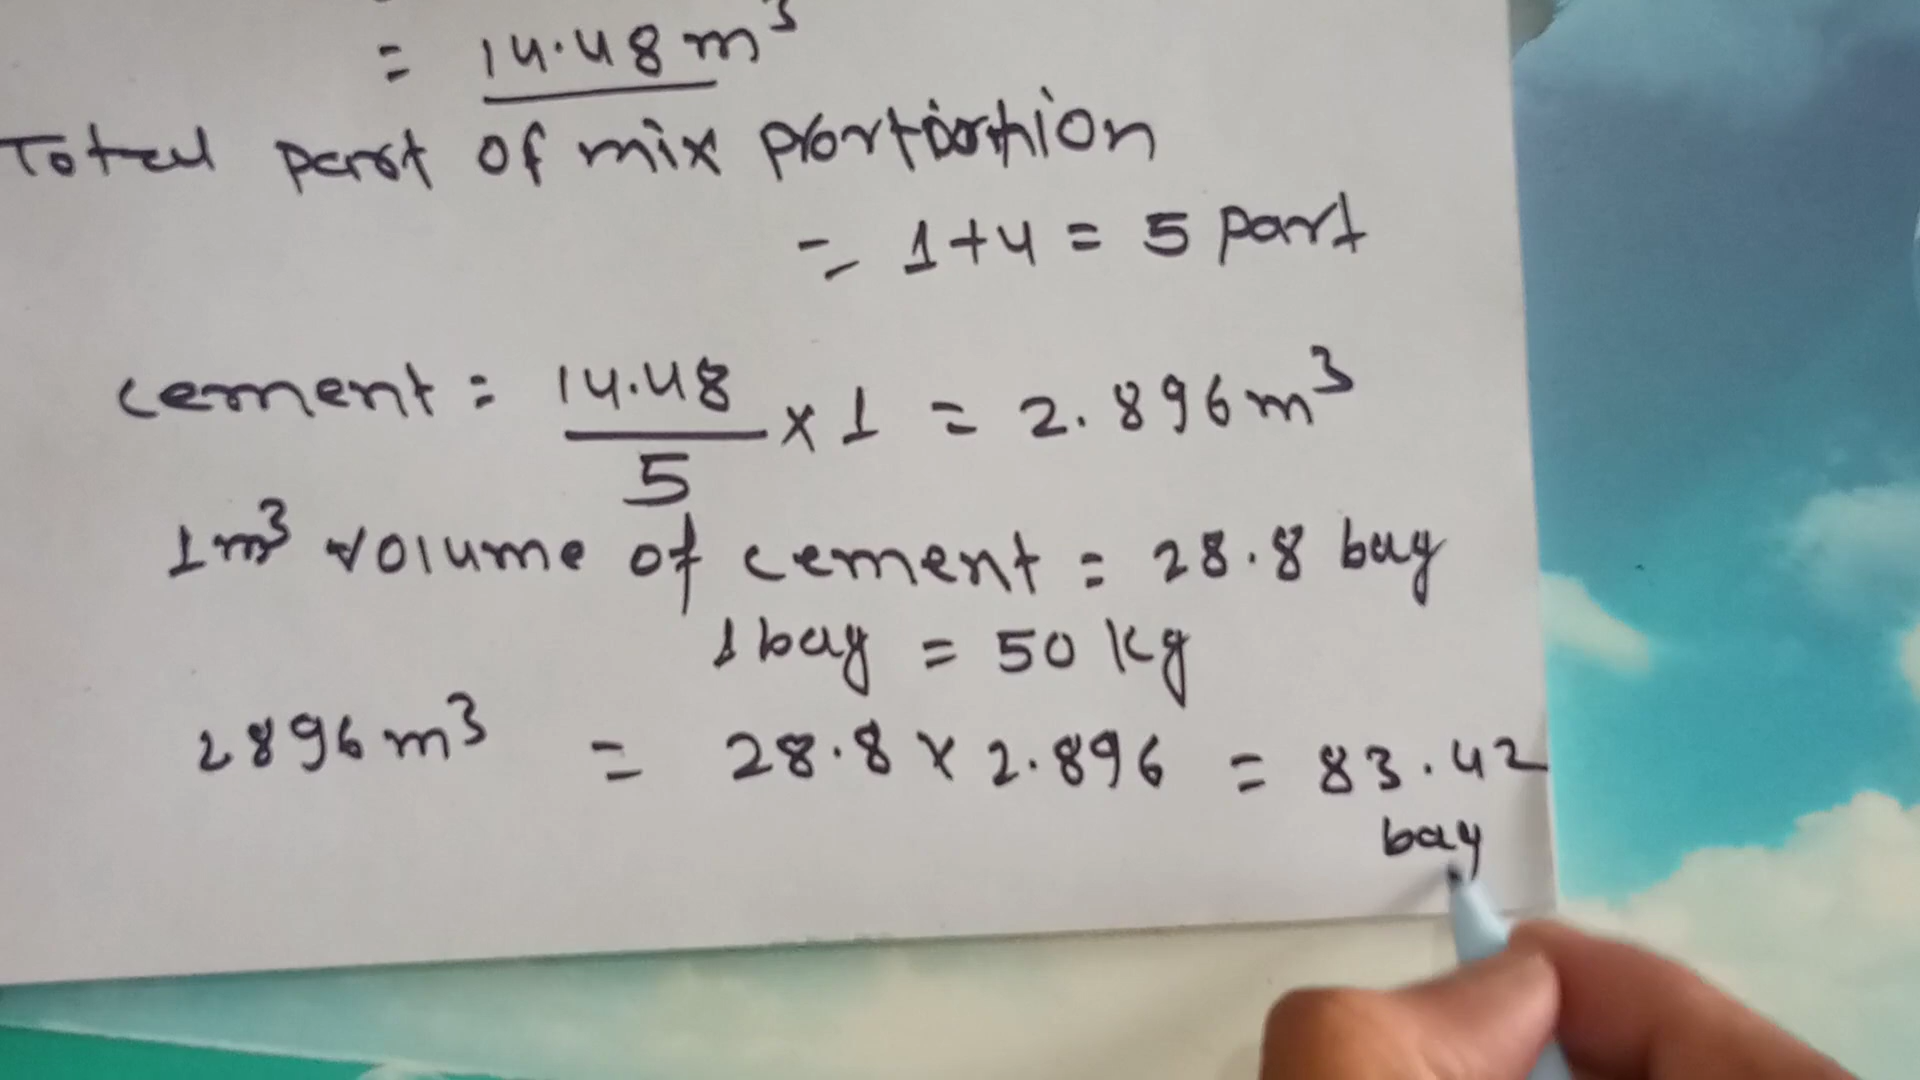 = 14.48 m³
Total part of mix proportion
= 1+4 = 5 part
cement = 14.48/5 × 1 = 2.896 m³
1m³ volume of cement = 28.8 bag
1 bag = 50 kg
2896 m³ = 28.8 × 2.896 = 83.42
bag